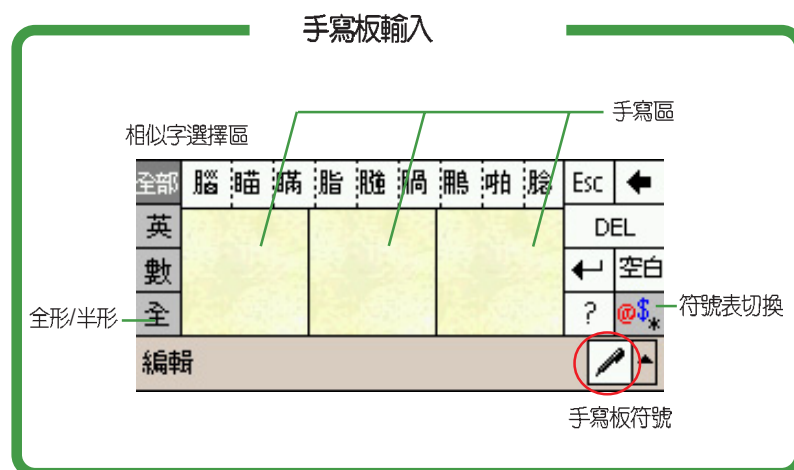 手寫板輸入
手寫區
相似字選擇區
全部 腦 瞄 瞞 脂 膧 腡 鵬 啪 脍 Esc
英 DEL
數 空白
全形/半形 全 ? @$* 符號表切換
編輯
手寫板符號